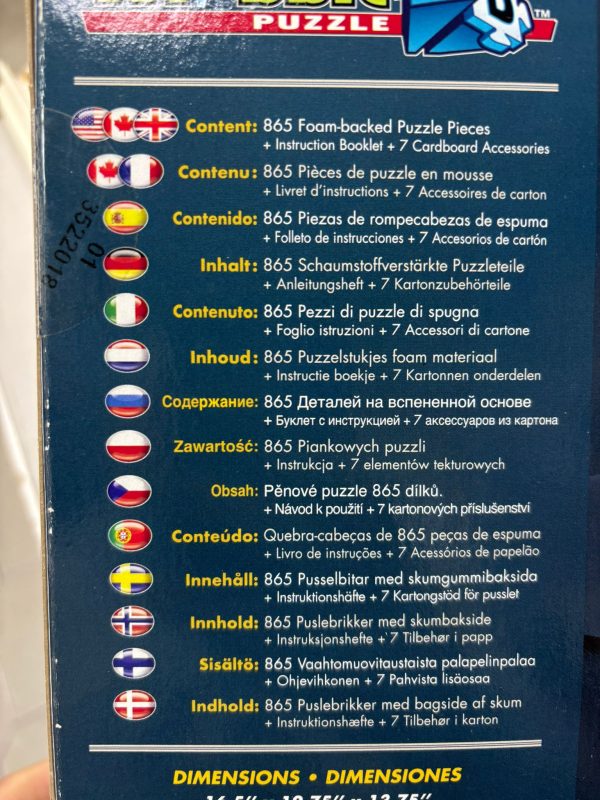 PUZZLE
TM
Content: 865 Foam-backed Puzzle Pieces
+ Instruction Booklet + 7 Cardboard Accessories
Contenu: 865 Pièces de puzzle en mousse
+ Livret d'instructions + 7 Accessoires de carton
Contenido: 865 Piezas de rompecabezas de espuma
+ Folleto de instrucciones + 7 Accesorios de cartón
Inhalt: 865 Schaumstoffverstärkte Puzzleteile
+ Anleitungsheft + 7 Kartonzubehörteile
Contenuto: 865 Pezzi di puzzle di spugna
+ Foglio istruzioni + 7 Accessori di cartone
Inhoud: 865 Puzzelstukjes foam materiaal
+ Instructie boekje + 7 Kartonnen onderdelen
Содержание: 865 Деталей на вспененной основе
+ Буклет с инструкцией + 7 аксессуаров из картона
Zawartość: 865 Piankowych puzzli
+ Instrukcja + 7 elementów tekturowych
Obsah: Pěnové puzzle 865 dílků.
+ Návod k použití + 7 kartonových příslušenství
Conteúdo: Quebra-cabeças de 865 peças de espuma
+ Livro de instruções + 7 Acessórios de papelão
Innehåll: 865 Pusselbitar med skumgummibaksida
+ Instruktionshäfte + 7 Kartongstöd för pusslet
Innhold: 865 Puslebrikker med skumbakside
+ Instruksjonshefte + 7 Tilbehør i papp
Sisältö: 865 Vaahtomuovitaustaista palapelinpalaa
+ Ohjevihkonen + 7 Pahvista lisäosaa
Indhold: 865 Puslebrikker med bagside af skum
+ Instruktionshæfte + 7 Tilbehør i karton
DIMENSIONS • DIMENSIONES
01
3522018